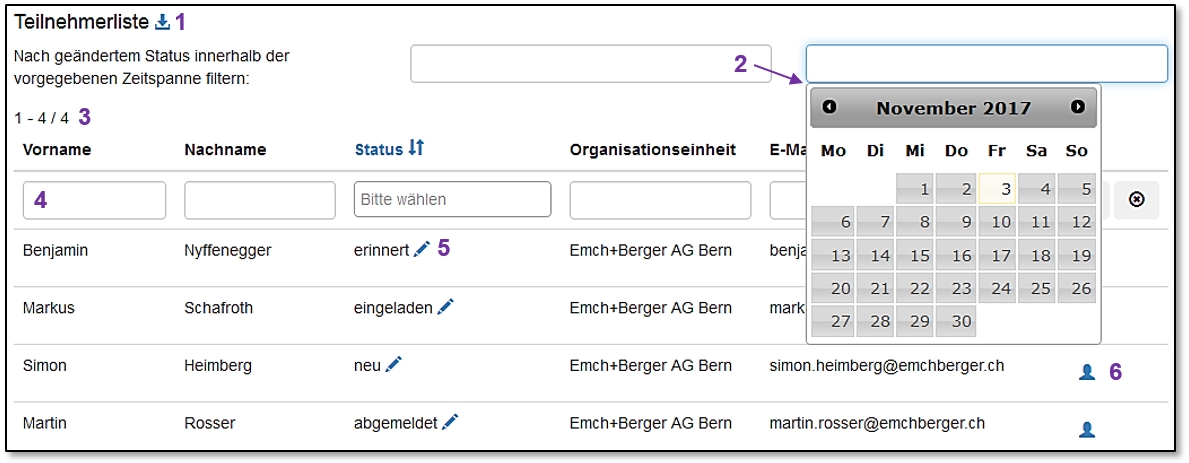 Teilnehmerliste 1
Nach geändertem Status innerhalb der
vorgegebenen Zeitspanne filtern:
2
1 - 4 / 4 3
Vorname Nachname Status Organisationseinheit E-Ma
4 Bitte wählen
Benjamin Nyffenegger erinnert 5 Emch+Berger AG Bern benja
Markus Schafroth eingeladen Emch+Berger AG Bern mark
Simon Heimberg neu Emch+Berger AG Bern simon.heimberg@emchberger.ch 6
Martin Rosser abgemeldet Emch+Berger AG Bern martin.rosser@emchberger.ch
November 2017
Mo Di Mi Do Fr Sa So
1 2 3 4 5
6 7 8 9 10 11 12
13 14 15 16 17 18 19
20 21 22 23 24 25 26
27 28 29 30